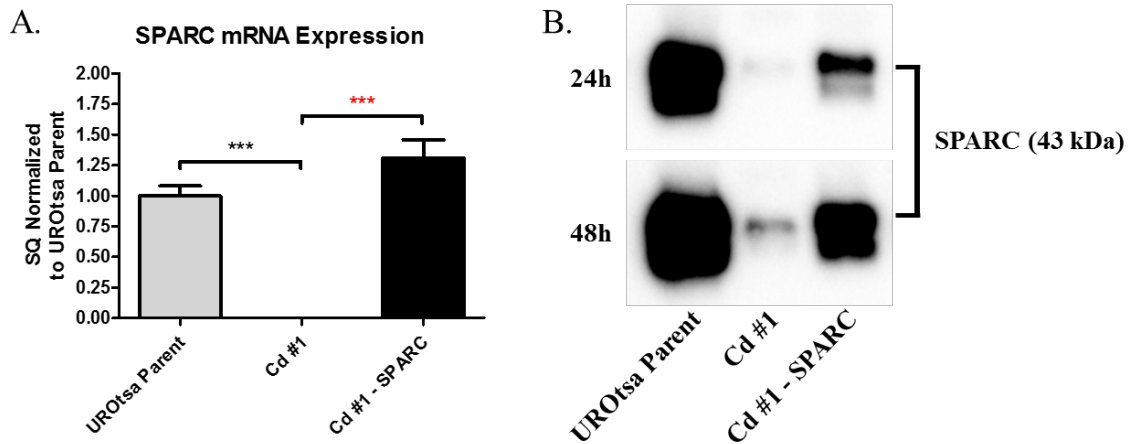 A.
SPARC mRNA Expression
SQ Normalized
to UROtsa Parent
2.00
1.75
1.50
1.25
1.00
0.75
0.50
0.25
0.00
***
***
UROtsa Parent
Cd #1
Cd #1 - SPARC
B.
24h
48h
SPARC (43 kDa)
UROtsa Parent
Cd #1
Cd #1 - SPARC